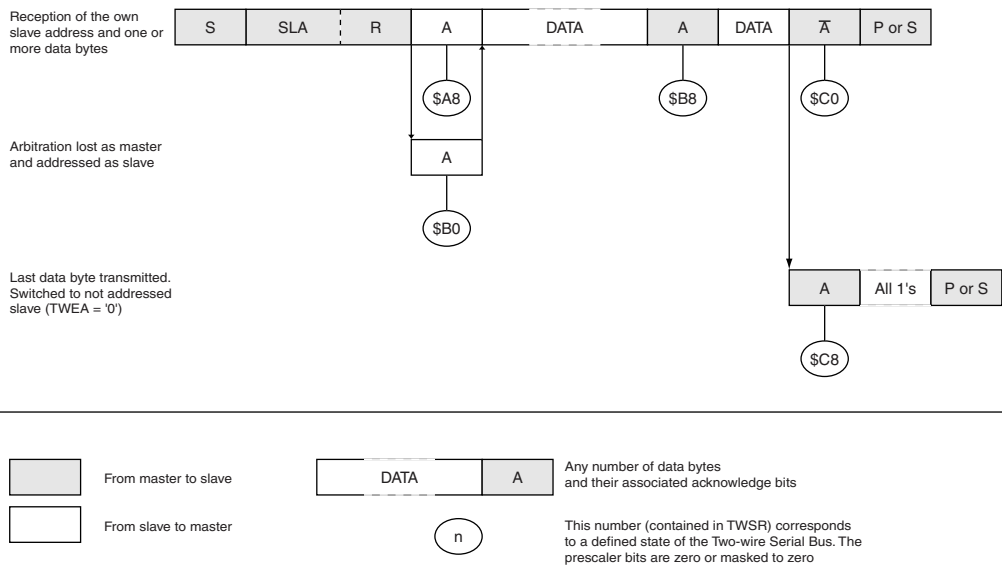 Reception of the own
slave address and one or
more data bytes
S SLA R A DATA A DATA A̅ P or S
$A8 $B8 $C0
Arbitration lost as master
and addressed as slave
A
$B0
Last data byte transmitted.
Switched to not addressed
slave (TWEA = '0')
A All 1's P or S
$C8
From master to slave
DATA A
Any number of data bytes
and their associated acknowledge bits
From slave to master
n
This number (contained in TWSR) corresponds
to a defined state of the Two-wire Serial Bus. The
prescaler bits are zero or masked to zero